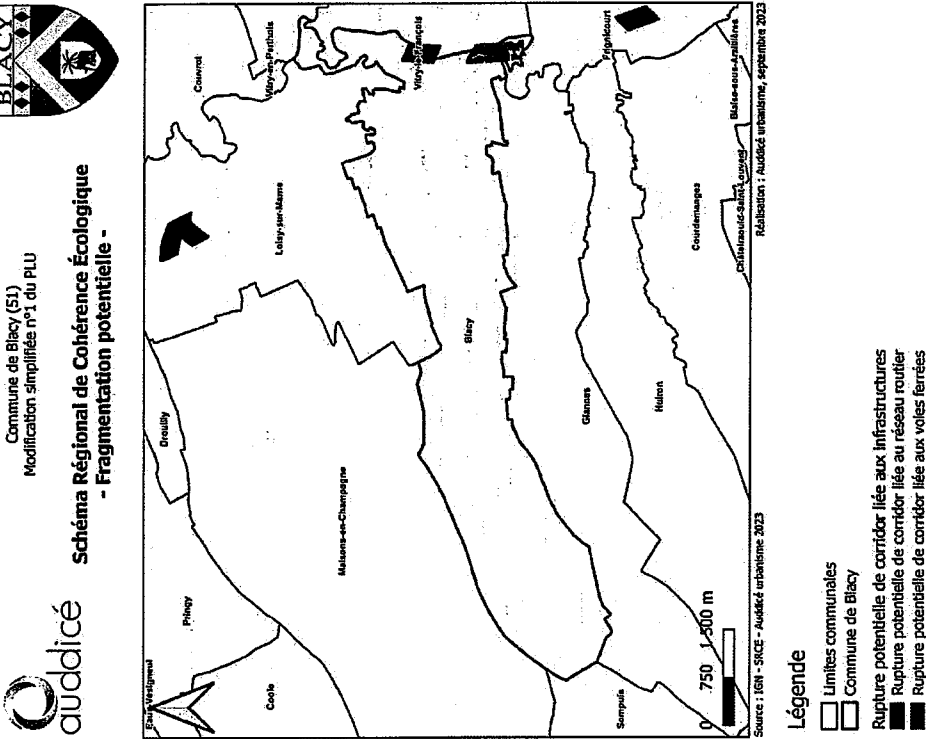 auddicé
Commune de Blacy (51)
Modification simplifiée n°1 du PLU
Schéma Régional de Cohérence Écologique
- Fragmentation potentielle -
BLACY
Drouilly
Pringy
Coole
Maisons-en-Champagne
Loisy-sur-Marne
Couvrot
Vitry-en-Perthois
Vitry-le-François
Blacy
Glannes
Huiron
Frignicourt
Courdemanges
Châtelraould-Saint-Louvent
Blaise-sous-Arzillières
Sompuis
0 750 1 500 m
Source : IGN - SRCE - Auddicé urbanisme 2023
Réalisation : Auddicé urbanisme, septembre 2023
Légende
Limites communales
Commune de Blacy
Rupture potentielle de corridor liée aux infrastructures
Rupture potentielle de corridor liée au réseau routier
Rupture potentielle de corridor liée aux voies ferrées